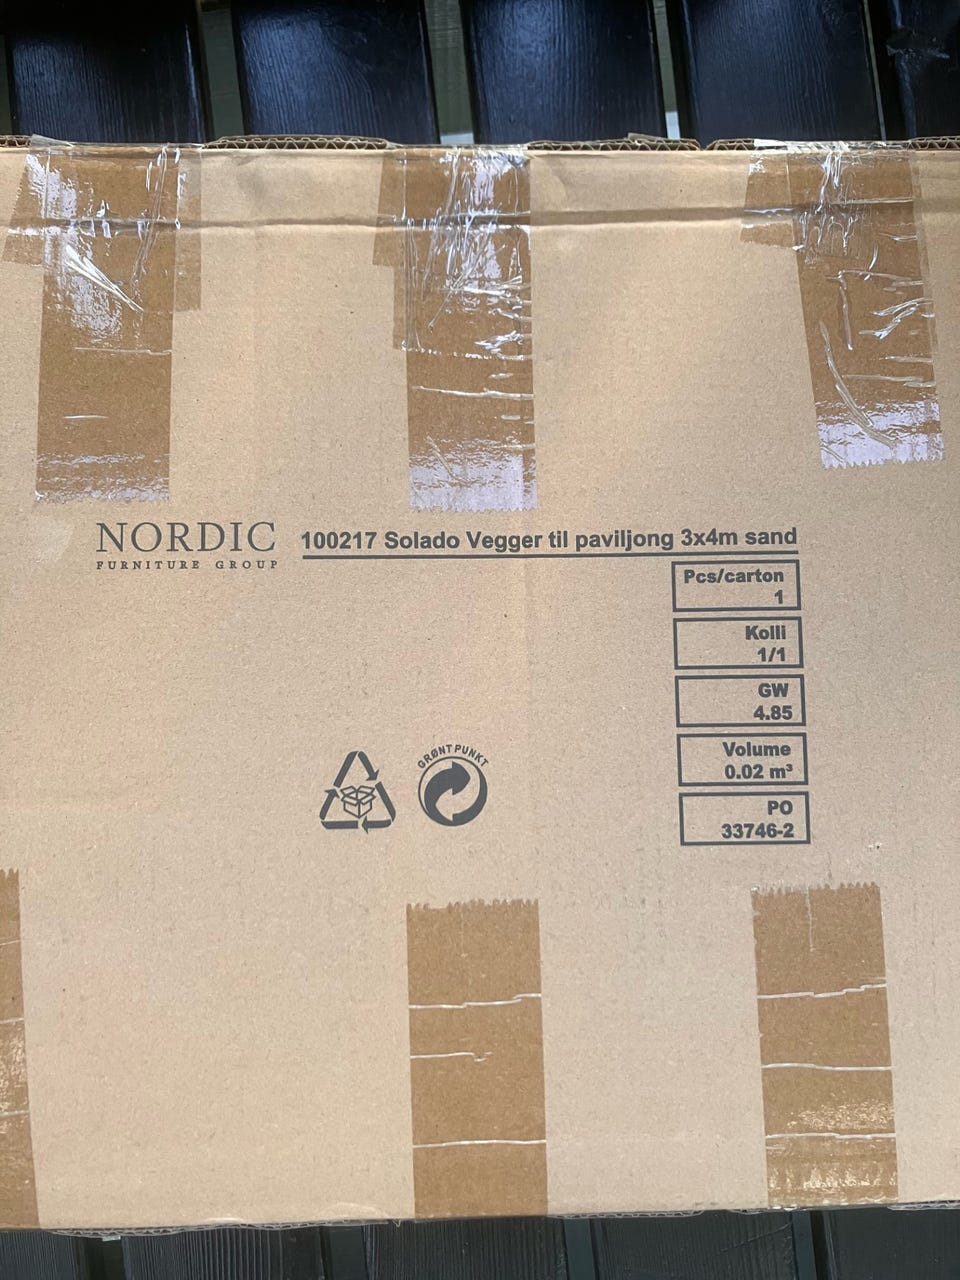 NORDIC
FURNITURE GROUP
100217 Solado Vegger til paviljong 3x4m sand
Pcs/carton
1
Kolli
1/1
GW
4.85
Volume
0.02 m³
PO
33746-2
GRØNT PUNKT